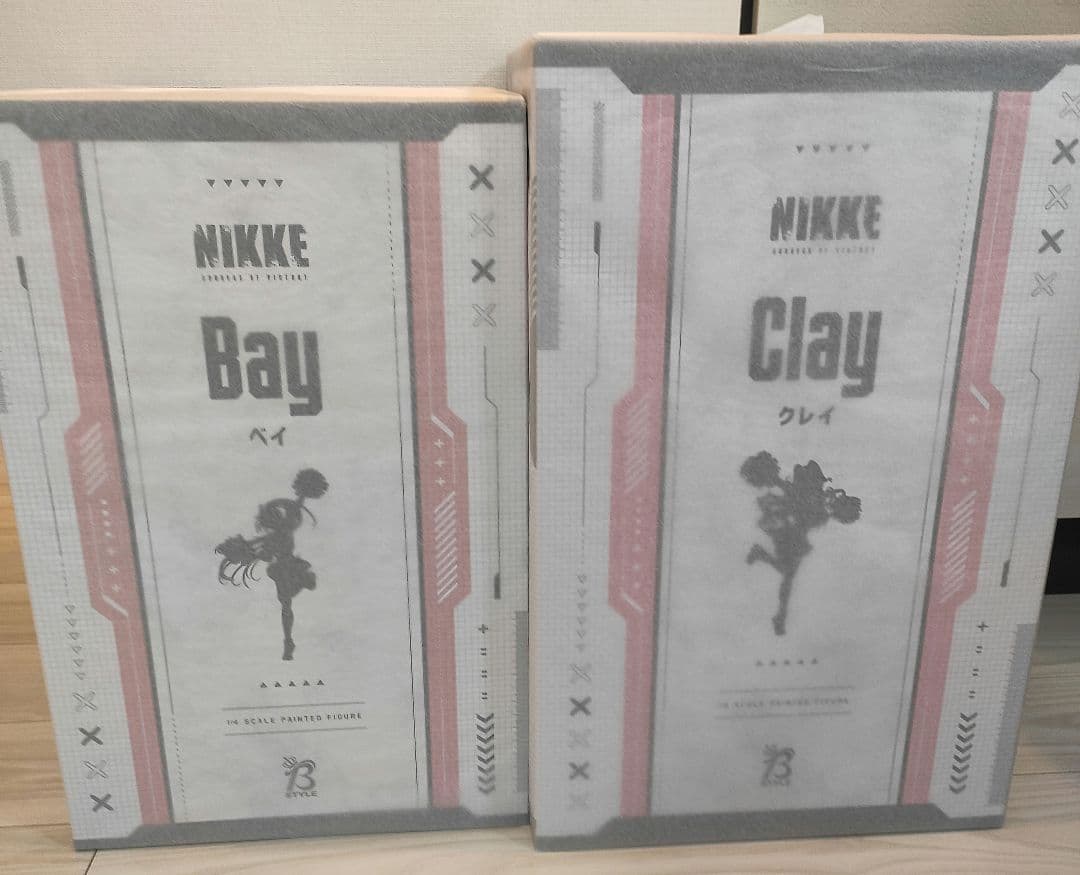 NIKKE
GODDESS OF VICTORY
Bay
ベイ
1/4 SCALE PAINTED FIGURE
B
STYLE
NIKKE
GODDESS OF VICTORY
Clay
クレイ
1/4 SCALE PAINTED FIGURE
B
STYLE